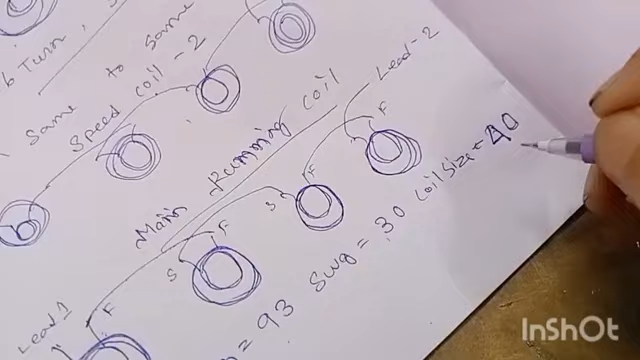 6 Turn, S
Same to Same
Speed coil - 2
Main Running Coil
Lead - 2
F
F
S
F
S
F
Lead 1
= 93 Swg = 30 Coil Size = 40
InShOt